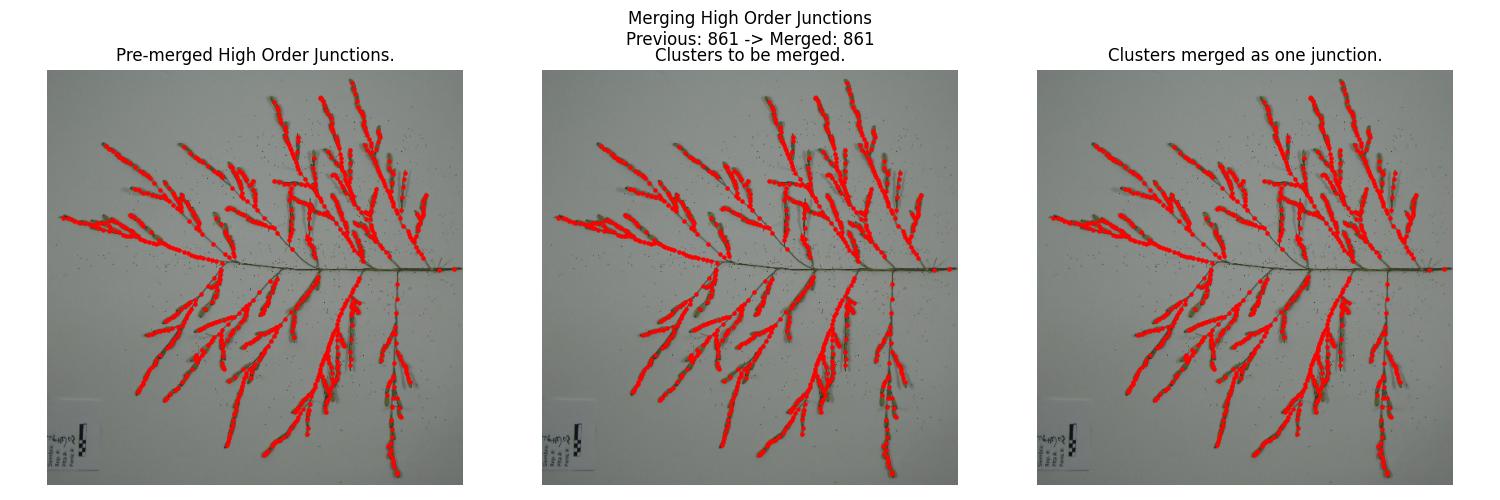 Merging High Order Junctions
Previous: 861 -> Merged: 861
Pre-merged High Order Junctions.
Clusters to be merged.
Clusters merged as one junction.